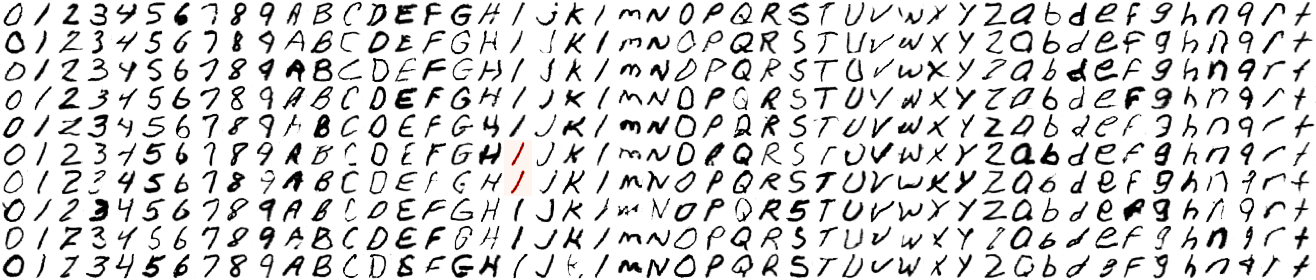 0 1 2 3 4 5 6 7 8 9 A B C D E F G H I j K l m N O P Q R S T U V w X Y Z a b d e f g h n q r t
0 1 2 3 4 5 6 7 8 9 A B C D E F G H I j K l m N O P Q R S T U V w X Y Z a b d e f g h n q r t
0 1 2 3 4 5 6 7 8 9 A B C D E F G H I J K l m N O P Q R S T U V w X Y Z a b d e f g h n q r t
0 1 2 3 4 5 6 7 8 9 A B C D E F G H I J K l m N O P Q R S T U V w X Y Z a b d e F g h n q r t
0 1 2 3 4 5 6 7 8 9 A B C D E F G H I J K l m N O P Q R S T U V w X Y Z a b d e f g h n q r t
0 1 2 3 4 5 6 7 8 9 A B C D E F G H I J K l m N O P Q R S T U V w X Y Z a b d e f g h n q r t
0 1 2 3 4 5 6 7 8 9 A B C D E F G H I J K l m N O P Q R S T U V w X Y Z a b d e f g h n q r t
0 1 2 3 4 5 6 7 8 9 A B C D E F G H I j K l m N O P Q R S T U V w X Y Z a b d e f g h n q r t
0 1 2 3 4 5 6 7 8 9 A B C D E F G H I J K l m N O P Q R S T U V w X Y Z a b d e f g h n q r t
0 1 2 3 4 5 6 7 8 9 A B C D E F G H I J K l m N O P Q R S T U V w X Y Z a b d e f g h n q r t